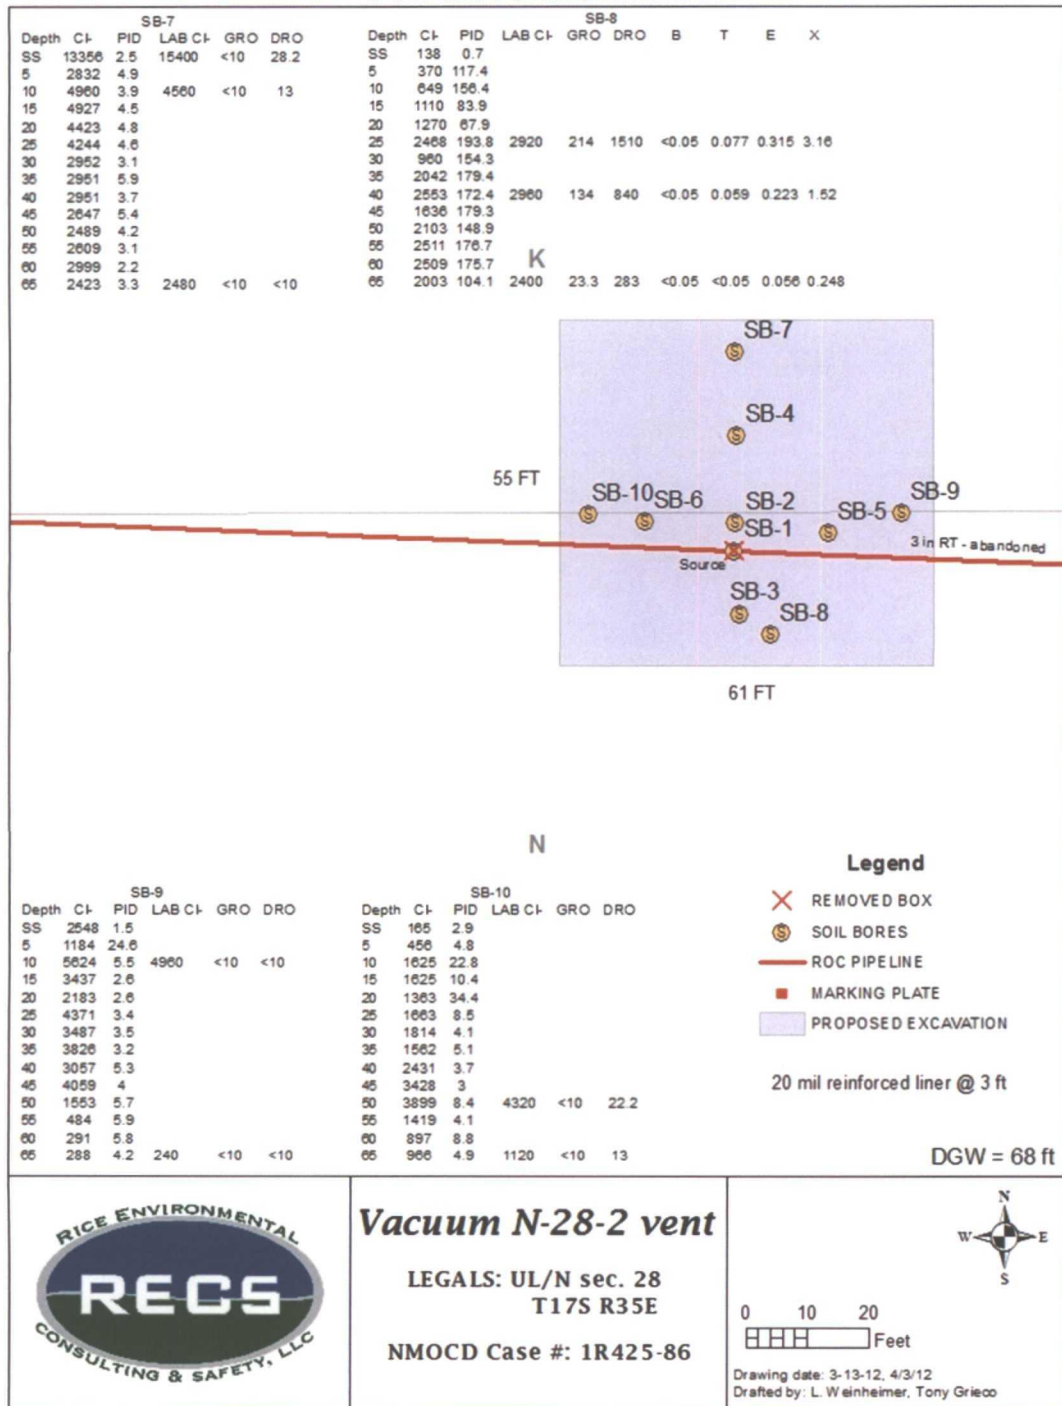 SB-7
Depth Cl- PID LAB Cl- GRO DRO
SS 13356 2.5 15400 <10 28.2
5 2832 4.9
10 4960 3.9 4560 <10 13
15 4927 4.5
20 4423 4.8
25 4244 4.6
30 2952 3.1
35 2951 5.9
40 2951 3.7
45 2647 5.4
50 2489 4.2
55 2609 3.1
60 2999 2.2
65 2423 3.3 2480 <10 <10
SB-8
Depth Cl- PID LAB Cl- GRO DRO B T E X
SS 138 0.7
5 370 117.4
10 649 156.4
15 1110 83.9
20 1270 67.9
25 2468 193.8 2920 214 1510 <0.05 0.077 0.315 3.16
30 960 154.3
35 2042 179.4
40 2553 172.4 2960 134 840 <0.05 0.059 0.223 1.52
45 1636 179.3
50 2103 148.9
55 2511 176.7
60 2509 175.7
65 2003 104.1 2400 23.3 283 <0.05 <0.05 0.056 0.248
K
SB-7
SB-4
55 FT
SB-10
SB-6
SB-2
SB-9
SB-1
SB-5
3 in RT - abandoned
Source
SB-3
SB-8
61 FT
N
SB-9
Depth Cl- PID LAB Cl- GRO DRO
SS 2548 1.5
5 1184 24.6
10 5624 5.5 4960 <10 <10
15 3437 2.6
20 2183 2.6
25 4371 3.4
30 3487 3.5
35 3826 3.2
40 3057 5.3
45 4059 4
50 1553 5.7
55 484 5.9
60 291 5.8
65 288 4.2 240 <10 <10
SB-10
Depth Cl- PID LAB Cl- GRO DRO
SS 165 2.9
5 456 4.8
10 1625 22.8
15 1625 10.4
20 1363 34.4
25 1663 8.5
30 1814 4.1
35 1562 5.1
40 2431 3.7
45 3428 3
50 3899 8.4 4320 <10 22.2
55 1419 4.1
60 897 8.8
65 966 4.9 1120 <10 13
Legend
REMOVED BOX
SOIL BORES
ROC PIPELINE
MARKING PLATE
PROPOSED EXCAVATION
20 mil reinforced liner @ 3 ft
DGW = 68 ft
RICE ENVIRONMENTAL
RECS
CONSULTING & SAFETY, LLC
Vacuum N-28-2 vent
LEGALS: UL/N sec. 28
T17S R35E
NMOCD Case #: 1R425-86
N
W E
S
0 10 20
Feet
Drawing date: 3-13-12, 4/3/12
Drafted by: L. Weinheimer, Tony Grieco